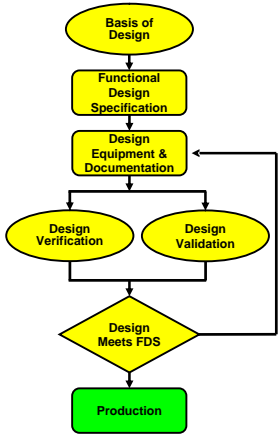 Basis of
Design
Functional
Design
Specification
Design
Equipment &
Documentation
Design
Verification
Design
Validation
Design
Meets FDS
Production